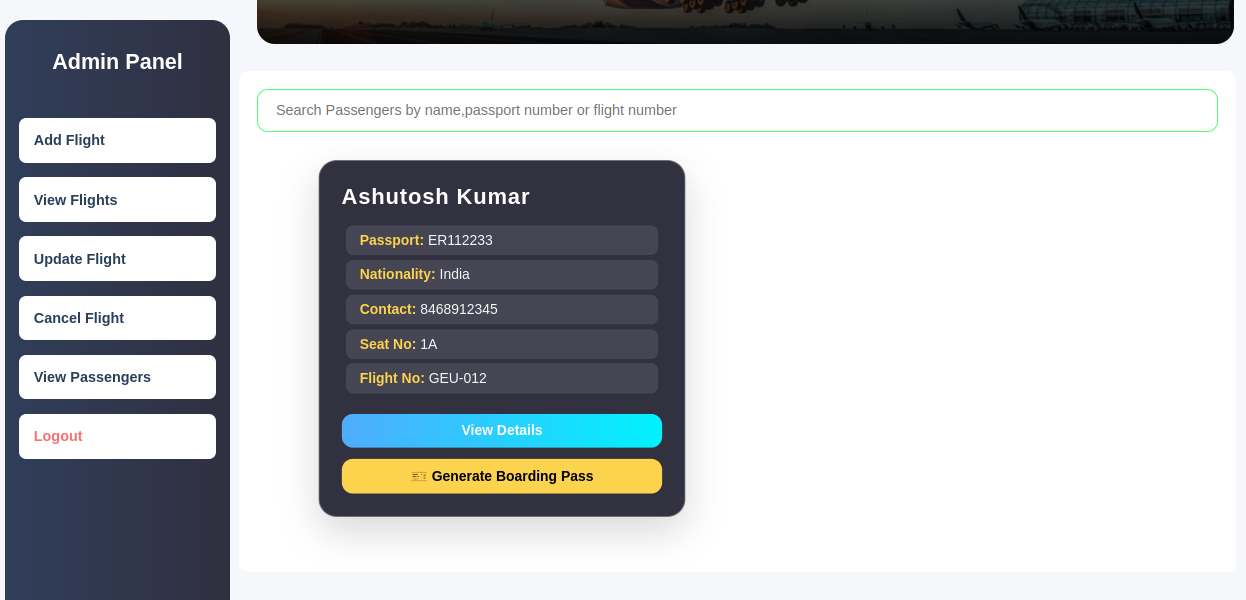 Admin Panel
Add Flight
View Flights
Update Flight
Cancel Flight
View Passengers
Logout
Search Passengers by name,passport number or flight number
Ashutosh Kumar
Passport: ER112233
Nationality: India
Contact: 8468912345
Seat No: 1A
Flight No: GEU-012
View Details
🎫 Generate Boarding Pass